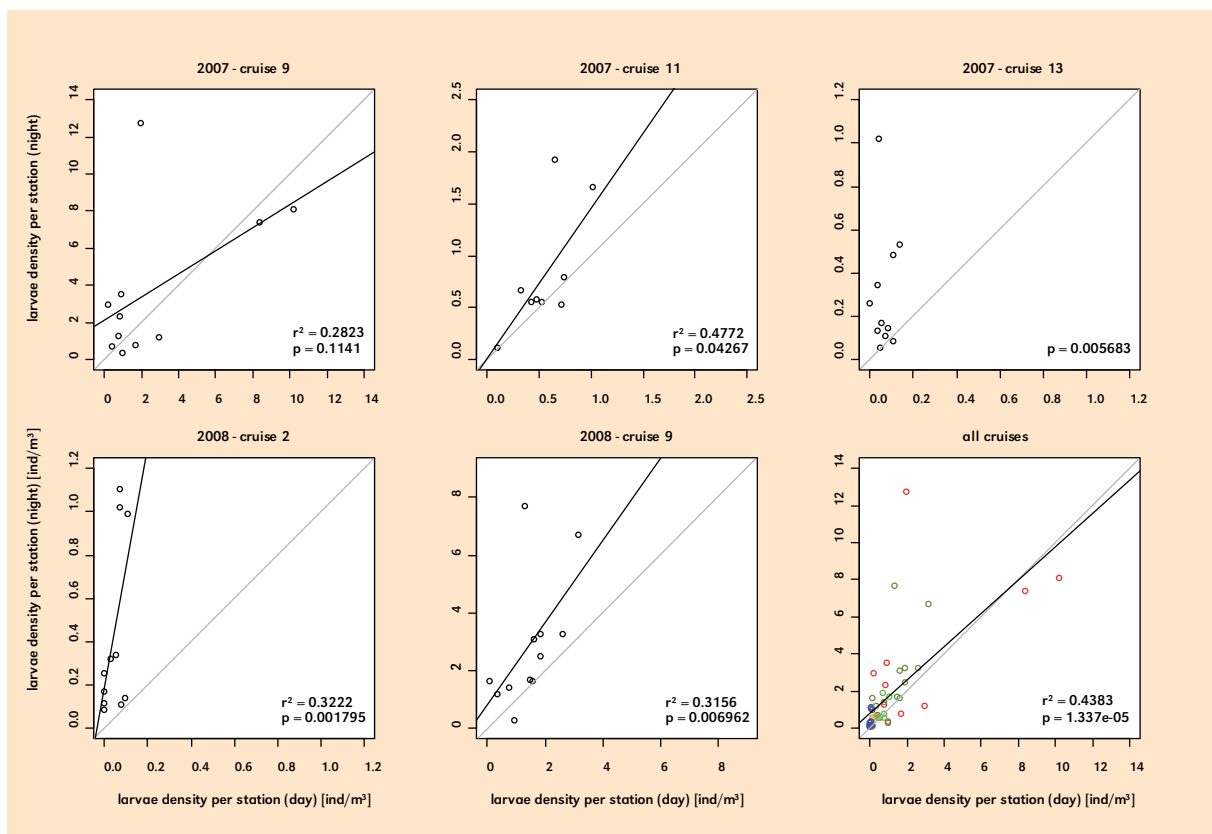 2007 - cruise 9
larvae density per station (night)
14
12
10
8
6
4
2
0
r² = 0.2823
p = 0.1141
0 2 4 6 8 10 12 14
2007 - cruise 11
2.5
2.0
1.5
1.0
0.5
0.0
r² = 0.4772
p = 0.04267
0.0 0.5 1.0 1.5 2.0 2.5
2007 - cruise 13
1.2
1.0
0.8
0.6
0.4
0.2
0.0
p = 0.005683
0.0 0.2 0.4 0.6 0.8 1.0 1.2
2008 - cruise 2
larvae density per station (night) [ind/m³]
1.2
1.0
0.8
0.6
0.4
0.2
0.0
r² = 0.3222
p = 0.001795
0.0 0.2 0.4 0.6 0.8 1.0 1.2
larvae density per station (day) [ind/m³]
2008 - cruise 9
8
6
4
2
0
r² = 0.3156
p = 0.006962
0 2 4 6 8
larvae density per station (day) [ind/m³]
all cruises
14
12
10
8
6
4
2
0
r² = 0.4383
p = 1.337e-05
0 2 4 6 8 10 12 14
larvae density per station (day) [ind/m³]